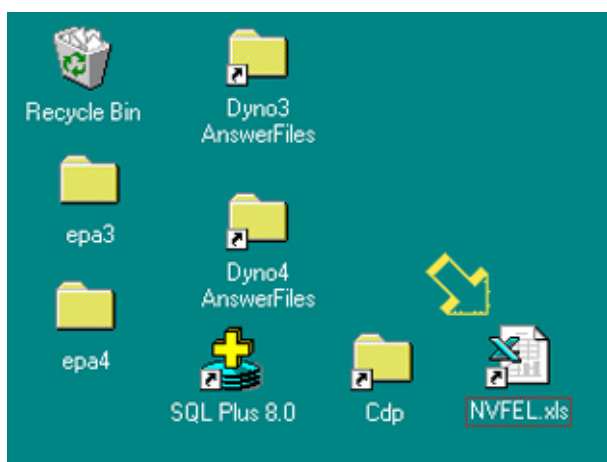 Recycle Bin
Dyno3
AnswerFiles
epa3
Dyno4
AnswerFiles
epa4
SQL Plus 8.0
Cdp
NVFEL.xls